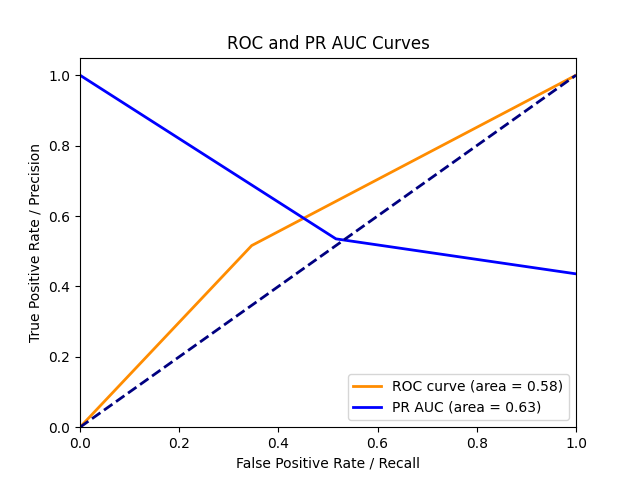 ROC and PR AUC Curves
True Positive Rate / Precision
1.0
0.8
0.6
0.4
0.2
0.0
ROC curve (area = 0.58)
PR AUC (area = 0.63)
0.0 0.2 0.4 0.6 0.8 1.0
False Positive Rate / Recall